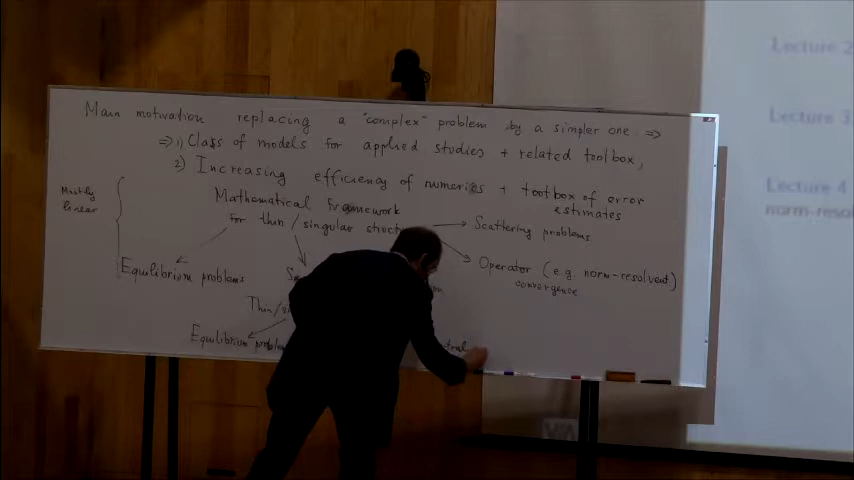 Main motivation replacing a "complex" problem by a simpler one ⇒
⇒ 1) Class of models for applied studies + related toolbox,
2) Increasing efficiency of numerics + toolbox of error estimates
Mostly linear
Mathematical framework
for thin / singular
Scattering problems
Equilibrium problems
Operator (e.g. norm-resolvent)
convergence
Thin/
Equilibrium
Lecture 2
Lecture 3
Lecture 4
norm-reso